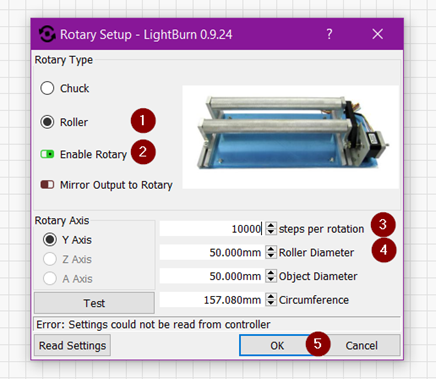 Rotary Setup - LightBurn 0.9.24 ?
Rotary Type
Chuck
Roller 1
Enable Rotary 2
Mirror Output to Rotary
Rotary Axis
Y Axis
Z Axis
A Axis
Test
10000 steps per rotation 3
50.000mm Roller Diameter 4
50.000mm Object Diameter
157.080mm Circumference
Error: Settings could not be read from controller
Read Settings OK 5 Cancel